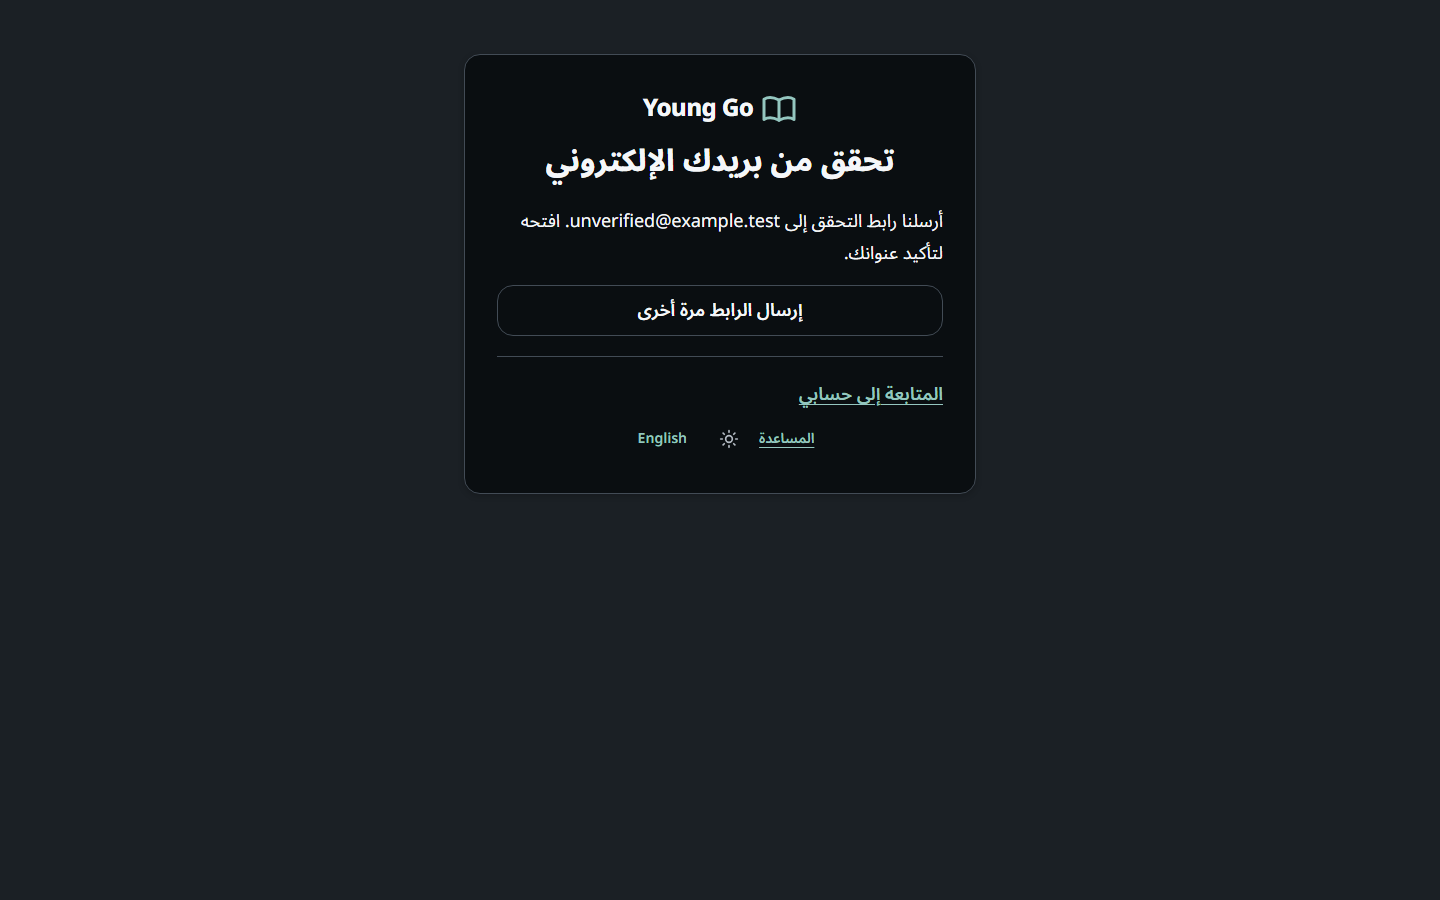 Young Go
تحقق من بريدك الإلكتروني
أرسلنا رابط التحقق إلى unverified@example.test. افتحه
لتأكيد عنوانك.
إرسال الرابط مرة أخرى
المتابعة إلى حسابي
المساعدة English